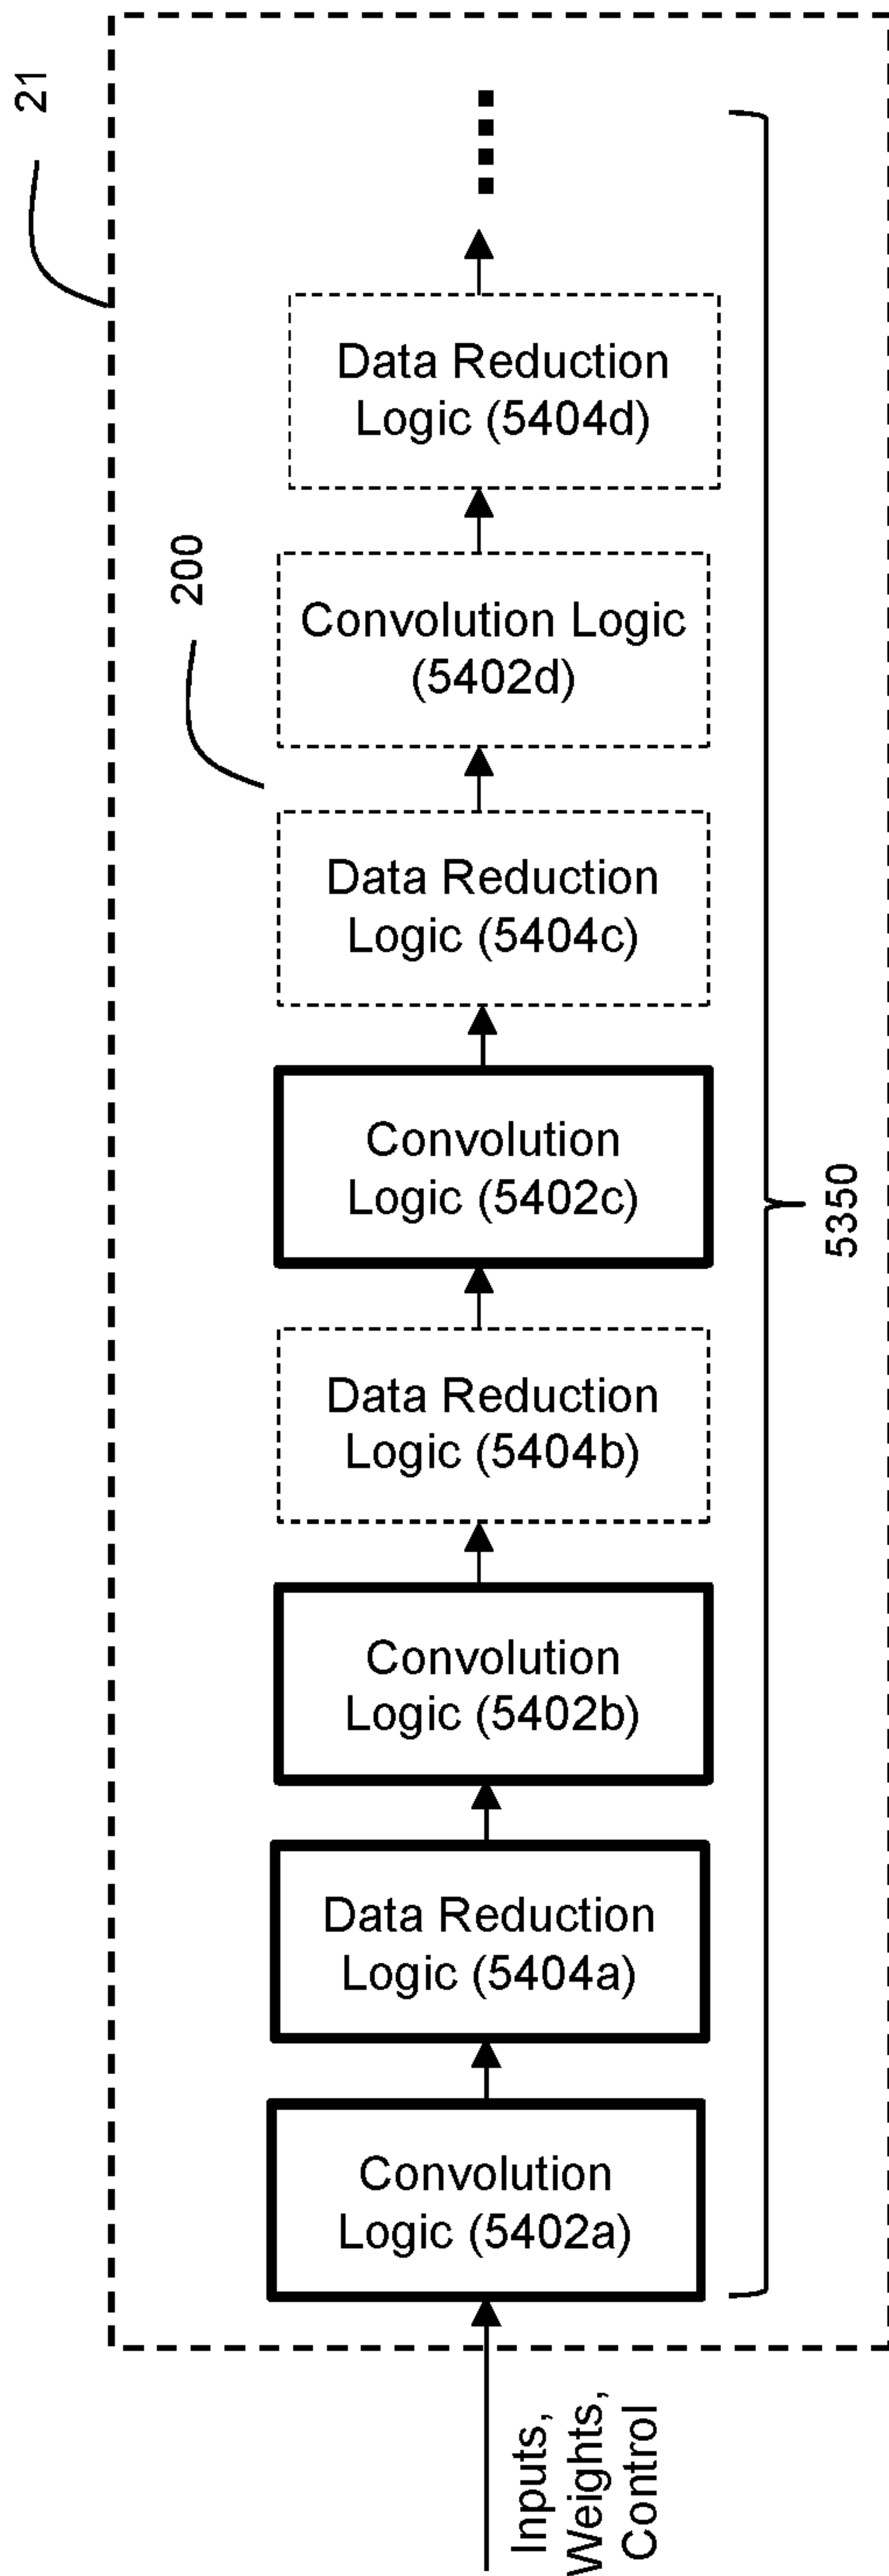 21
Data Reduction
Logic (5404d)
200
Convolution Logic
(5402d)
Data Reduction
Logic (5404c)
Convolution
Logic (5402c)
5350
Data Reduction
Logic (5404b)
Convolution
Logic (5402b)
Data Reduction
Logic (5404a)
Convolution
Logic (5402a)
Inputs,
Weights,
Control